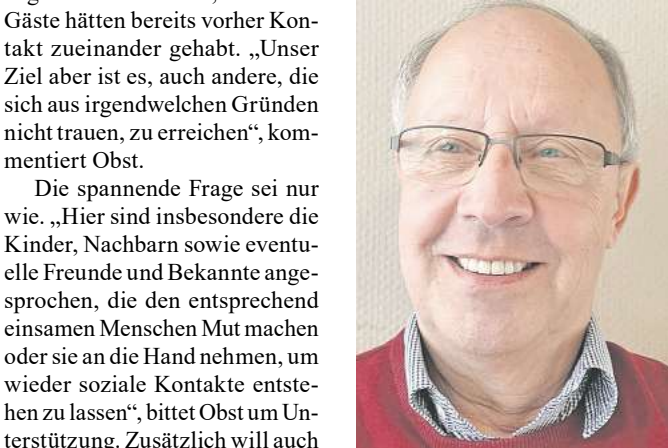 Gäste hätten bereits vorher Kon-
takt zueinander gehabt. „Unser
Ziel aber ist es, auch andere, die
sich aus irgendwelchen Gründen
nicht trauen, zu erreichen“, kom-
mentiert Obst.
Die spannende Frage sei nur
wie. „Hier sind insbesondere die
Kinder, Nachbarn sowie eventu-
elle Freunde und Bekannte ange-
sprochen, die den entsprechend
einsamen Menschen Mut machen
oder sie an die Hand nehmen, um
wieder soziale Kontakte entste-
hen zu lassen“, bittet Obst um Un-
terstützung. Zusätzlich will auch